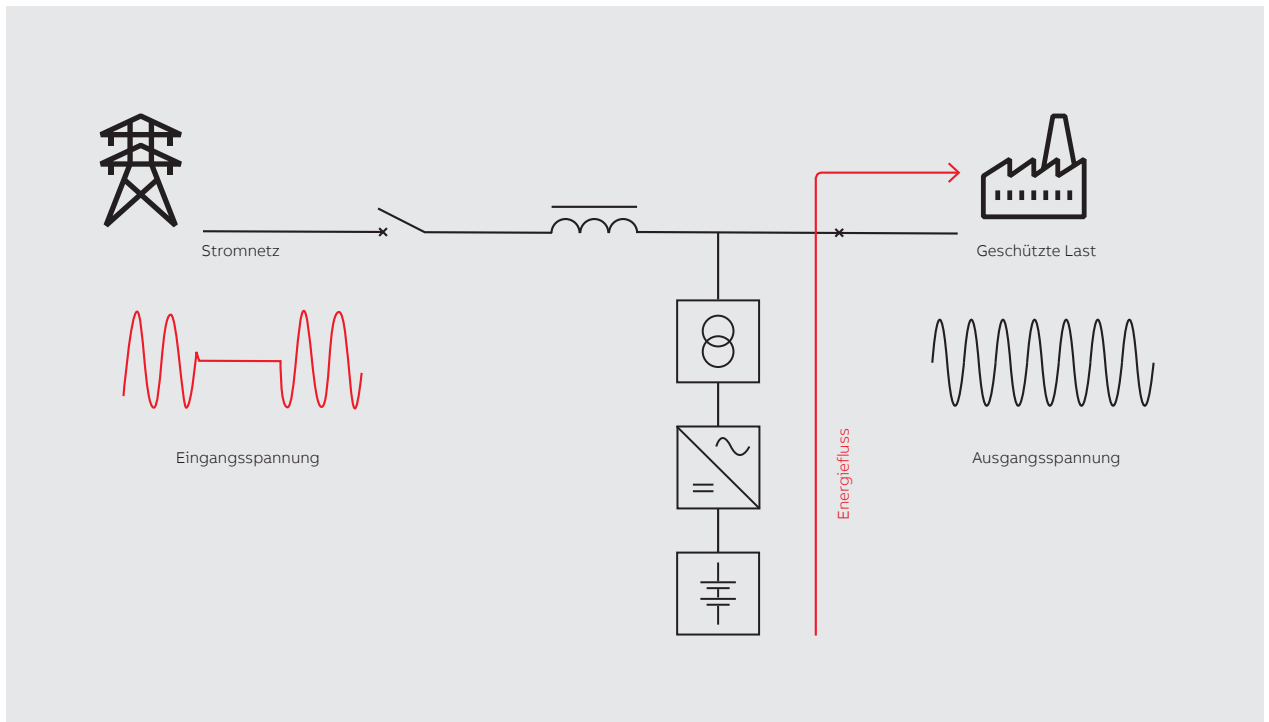 Stromnetz
Geschützte Last
Eingangsspannung
Energiefluss
Ausgangsspannung